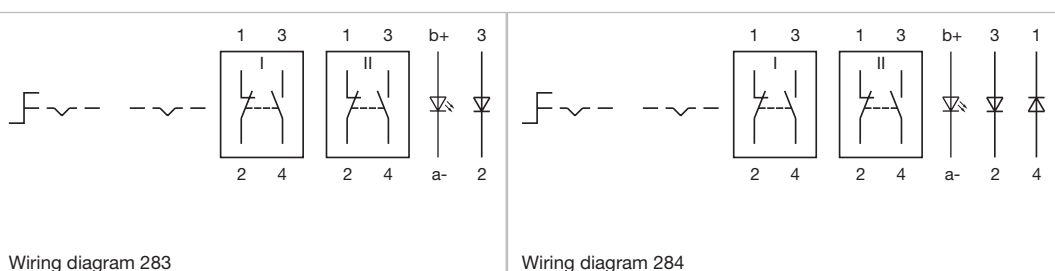 1 3 1 3 b+ 3
I II
2 4 2 4 a- 2
Wiring diagram 283
1 3 1 3 b+ 3 1
I II
2 4 2 4 a- 2 4
Wiring diagram 284